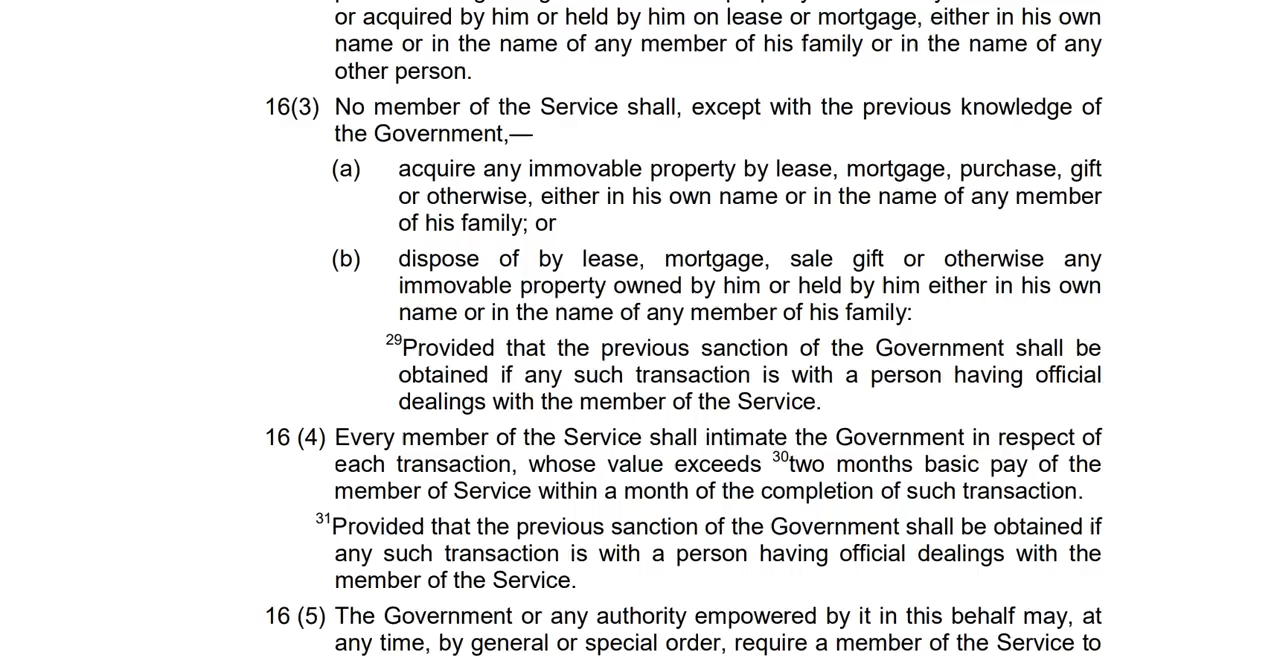 or acquired by him or held by him on lease or mortgage, either in his own
name or in the name of any member of his family or in the name of any
other person.
16(3) No member of the Service shall, except with the previous knowledge of
the Government,—
(a) acquire any immovable property by lease, mortgage, purchase, gift
or otherwise, either in his own name or in the name of any member
of his family; or
(b) dispose of by lease, mortgage, sale gift or otherwise any
immovable property owned by him or held by him either in his own
name or in the name of any member of his family:
29Provided that the previous sanction of the Government shall be
obtained if any such transaction is with a person having official
dealings with the member of the Service.
16 (4) Every member of the Service shall intimate the Government in respect of
each transaction, whose value exceeds 30two months basic pay of the
member of Service within a month of the completion of such transaction.
31Provided that the previous sanction of the Government shall be obtained if
any such transaction is with a person having official dealings with the
member of the Service.
16 (5) The Government or any authority empowered by it in this behalf may, at
any time, by general or special order, require a member of the Service to